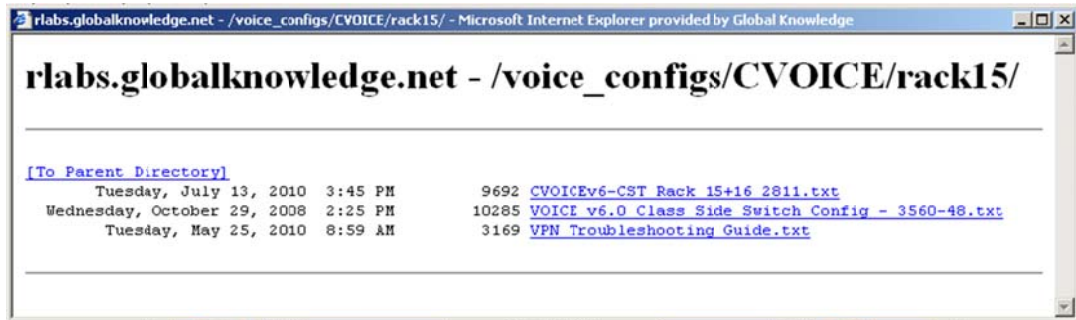 rlabs.globalknowledge.net - /voice_configs/CVOICE/rack15/ - Microsoft Internet Explorer provided by Global Knowledge
rlabs.globalknowledge.net - /voice_configs/CVOICE/rack15/
[To Parent Directory]
Tuesday, July 13, 2010 3:45 PM 9692 CVOICEv6-CST Rack 15+16 2811.txt
Wednesday, October 29, 2008 2:25 PM 10285 VOICE v6.0 Class Side Switch Config - 3560-48.txt
Tuesday, May 25, 2010 8:59 AM 3169 VPN Troubleshooting Guide.txt